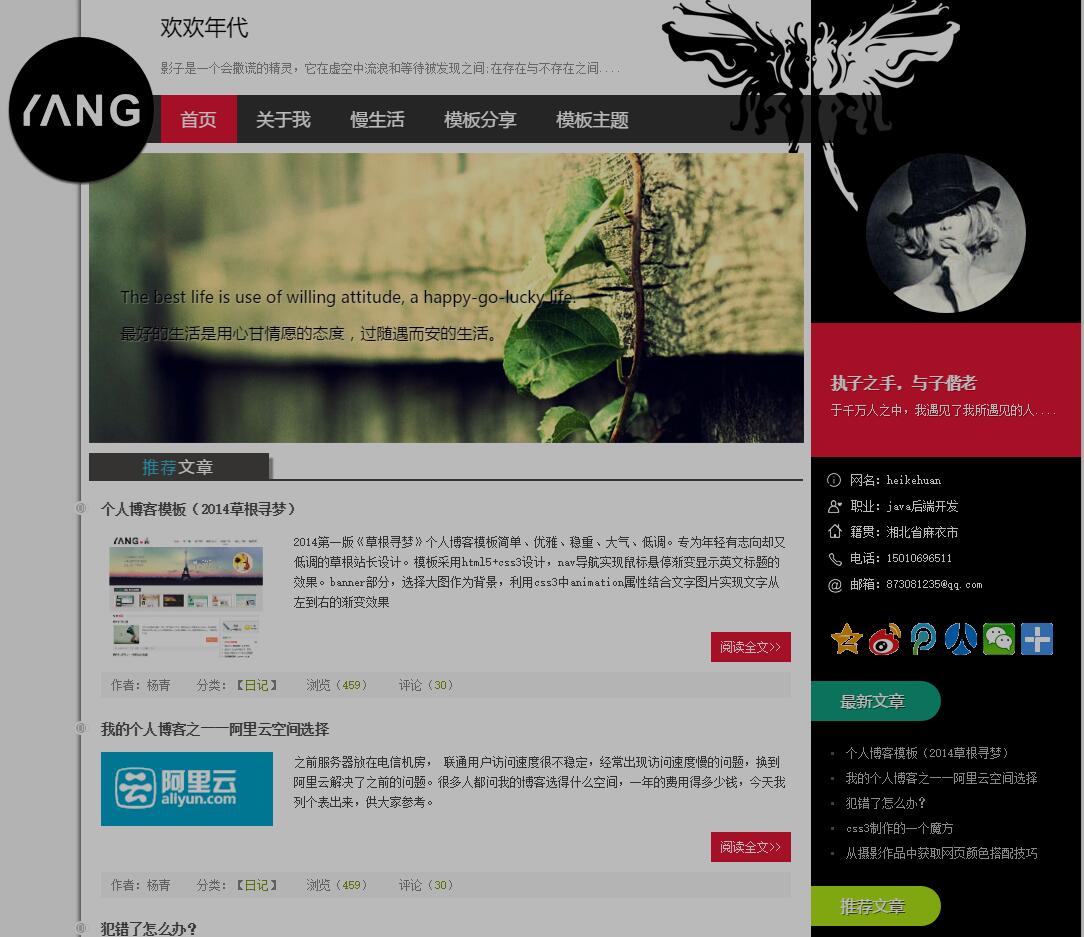 欢欢年代
影子是一个会撒谎的精灵，它在虚空中流浪和等待被发现之间;在存在与不存在之间....
YANG
首页 关于我 慢生活 模板分享 模板主题
The best life is use of willing attitude, a happy-go-lucky life.
最好的生活是用心甘情愿的态度，过随遇而安的生活。
推荐文章
个人博客模板（2014草根寻梦）
2014第一版《草根寻梦》个人博客模板简单、优雅、稳重、大气、低调。专为年轻有志向却又
低调的草根站长设计。模板采用html5+css3设计，nav导航实现鼠标悬停渐变显示英文标题的
效果。banner部分，选择大图作为背景，利用css3中animation属性结合文字图片实现文字从
左到右的渐变效果
阅读全文>>
作者：杨青 分类：【日记】 浏览（459） 评论（30）
我的个人博客之——阿里云空间选择
阿里云
aliyun.com
之前服务器放在电信机房， 联通用户访问速度很不稳定，经常出现访问速度慢的问题，换到
阿里云解决了之前的问题。很多人都问我的博客选得什么空间，一年的费用得多少钱，今天我
列个表出来，供大家参考。
阅读全文>>
作者：杨青 分类：【日记】 浏览（459） 评论（30）
犯错了怎么办？
执子之手，与子偕老
于千万人之中，我遇见了我所遇见的人....
网名：heikehuan
职业：java后端开发
籍贯：湘北省麻衣市
电话：15010696511
邮箱：873081235@qq.com
最新文章
个人博客模板（2014草根寻梦）
我的个人博客之——阿里云空间选择
犯错了怎么办？
css3制作的一个魔方
从摄影作品中获取网页颜色搭配技巧
推荐文章